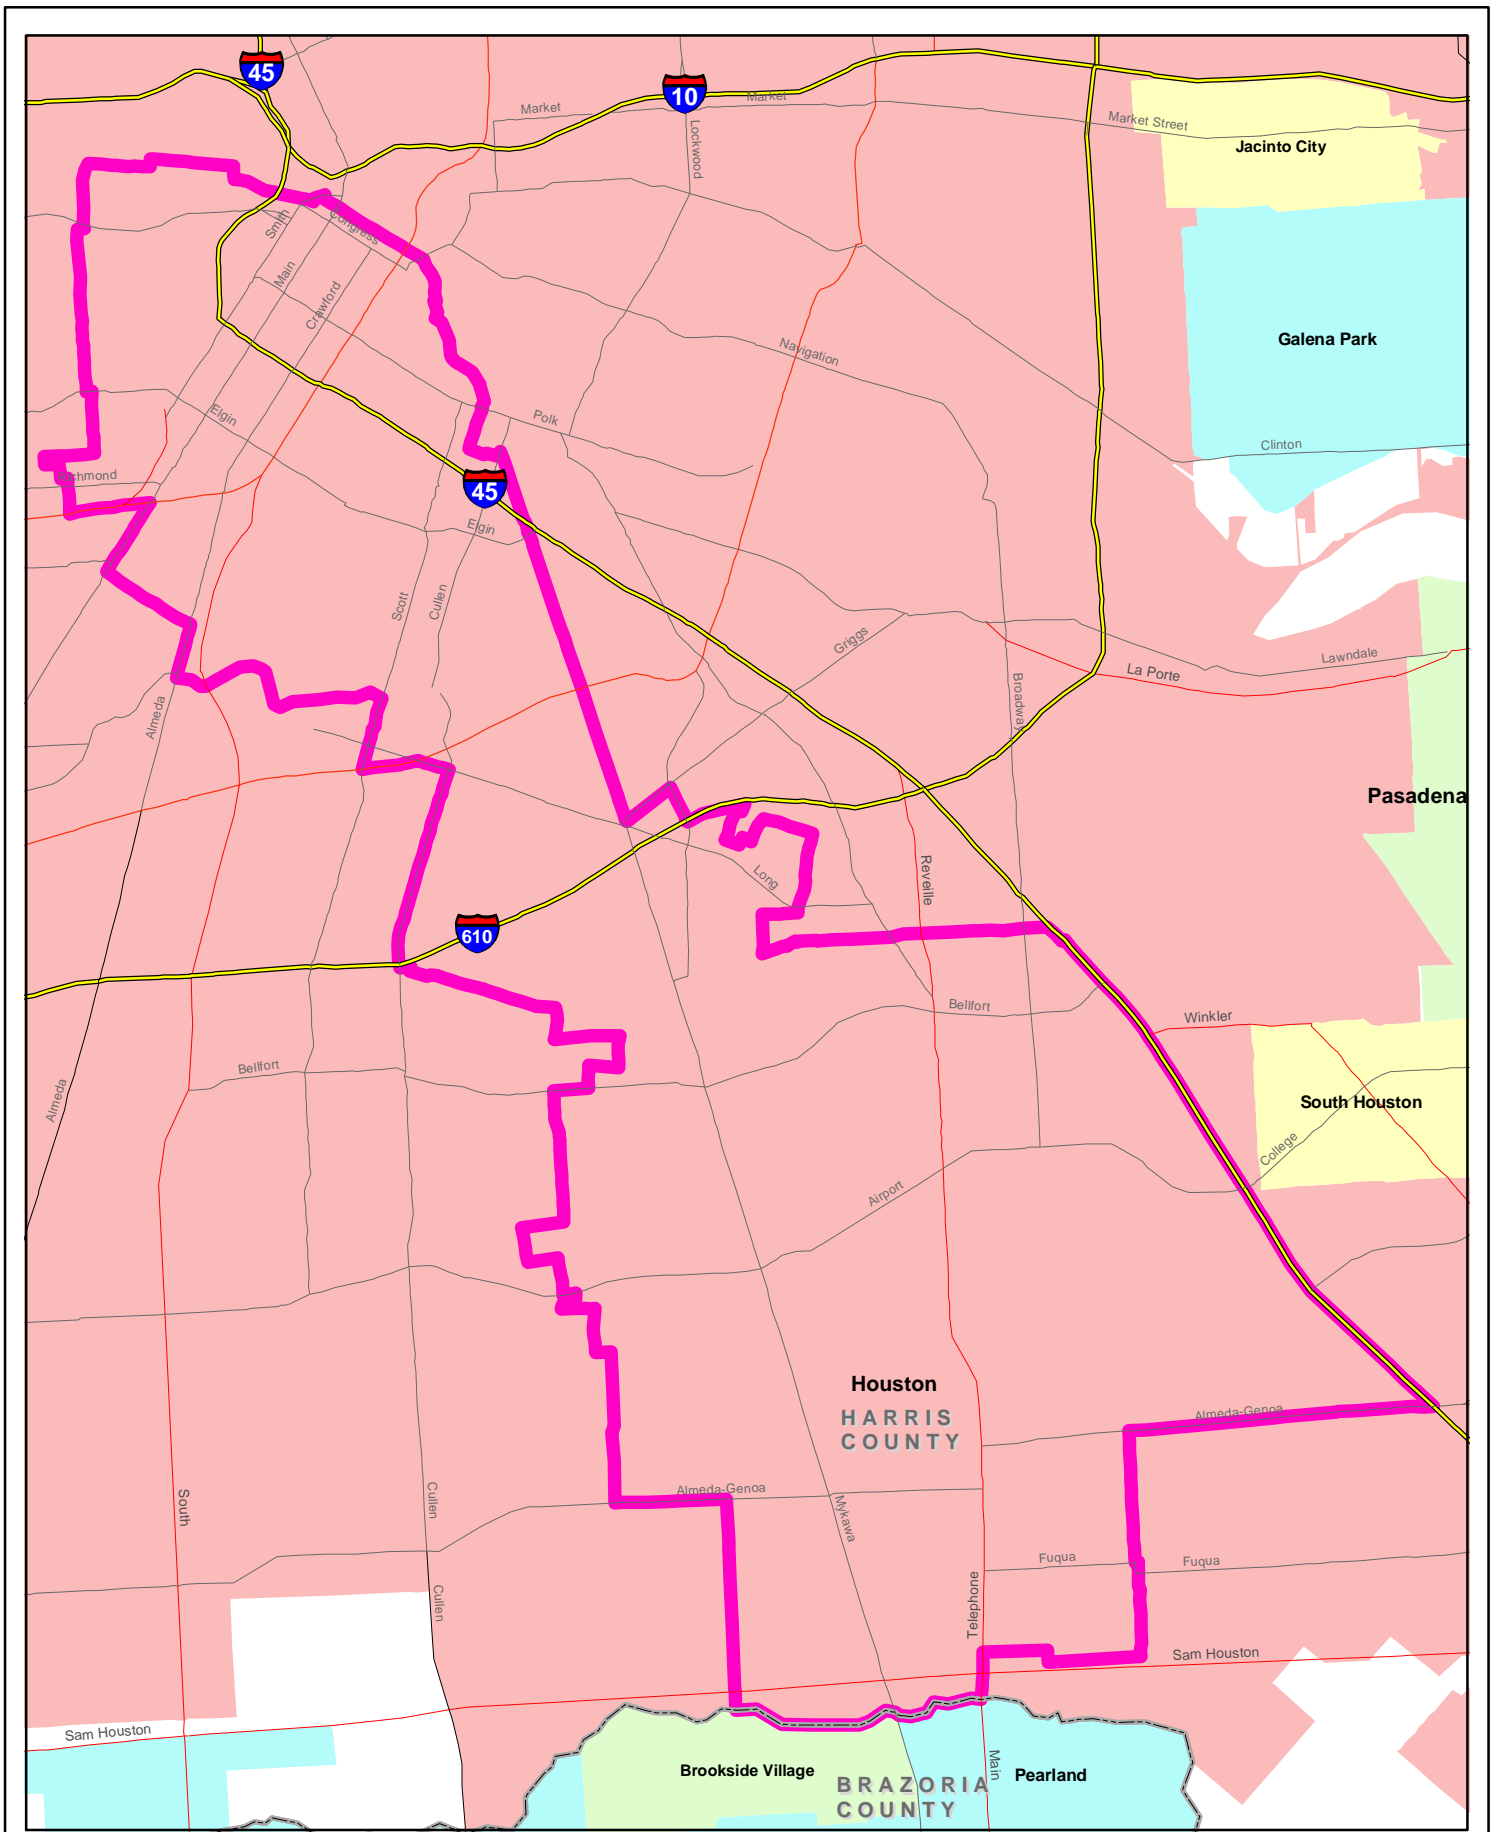 45
10
Market
Market
Lockwood
Market Street
Jacinto City
Smith
Congress
Main
Crawford
Galena Park
Navigation
Elgin
Polk
Clinton
Richmond
45
Elgin
Scott
Cullen
Griggs
Lawndale
La Porte
Broadway
Almeda
Pasadena
Long
Reveille
610
Bellfort
Winkler
Bellfort
Almeda
South Houston
College
Airport
Houston
HARRIS
COUNTY
Almeda-Genoa
Almeda-Genoa
South
Cullen
Mykawa
Fuqua
Fuqua
Cullen
Telephone
Sam Houston
Sam Houston
Main
Brookside Village
Pearland
BRAZORIA
COUNTY